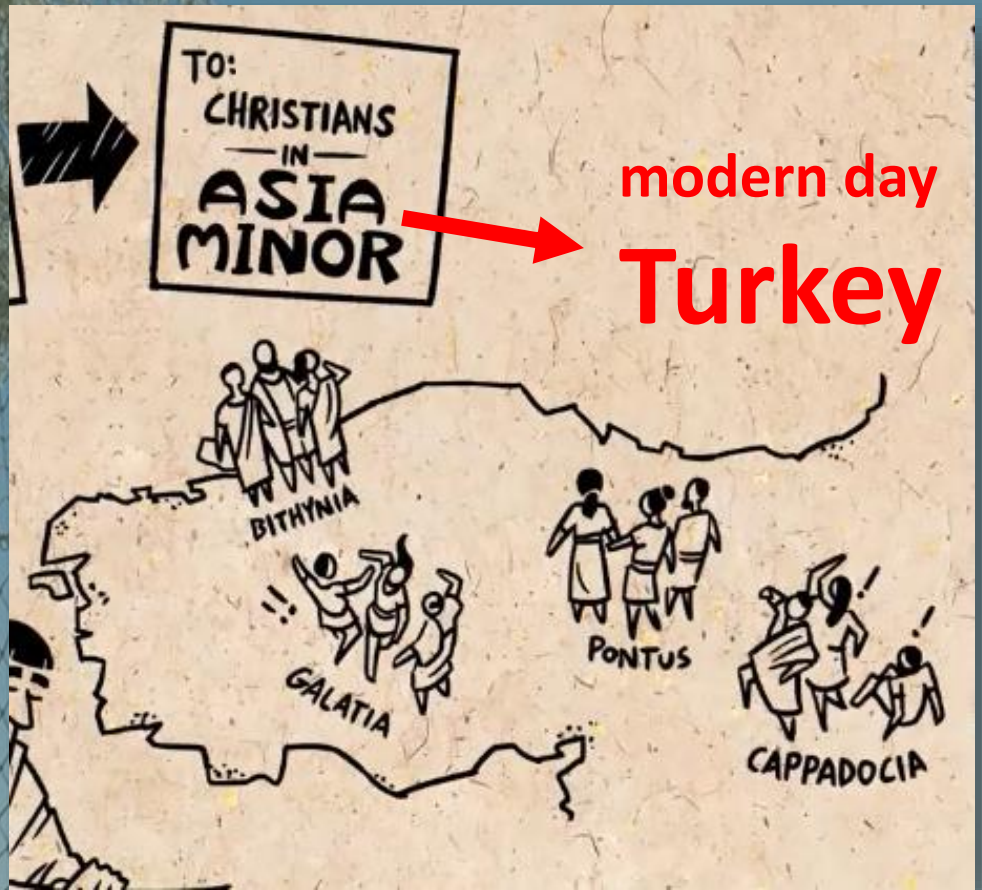 TO:
CHRISTIANS
IN
ASIA
MINOR
modern day
Turkey
BITHYNIA
GALATIA
PONTUS
CAPPADOCIA